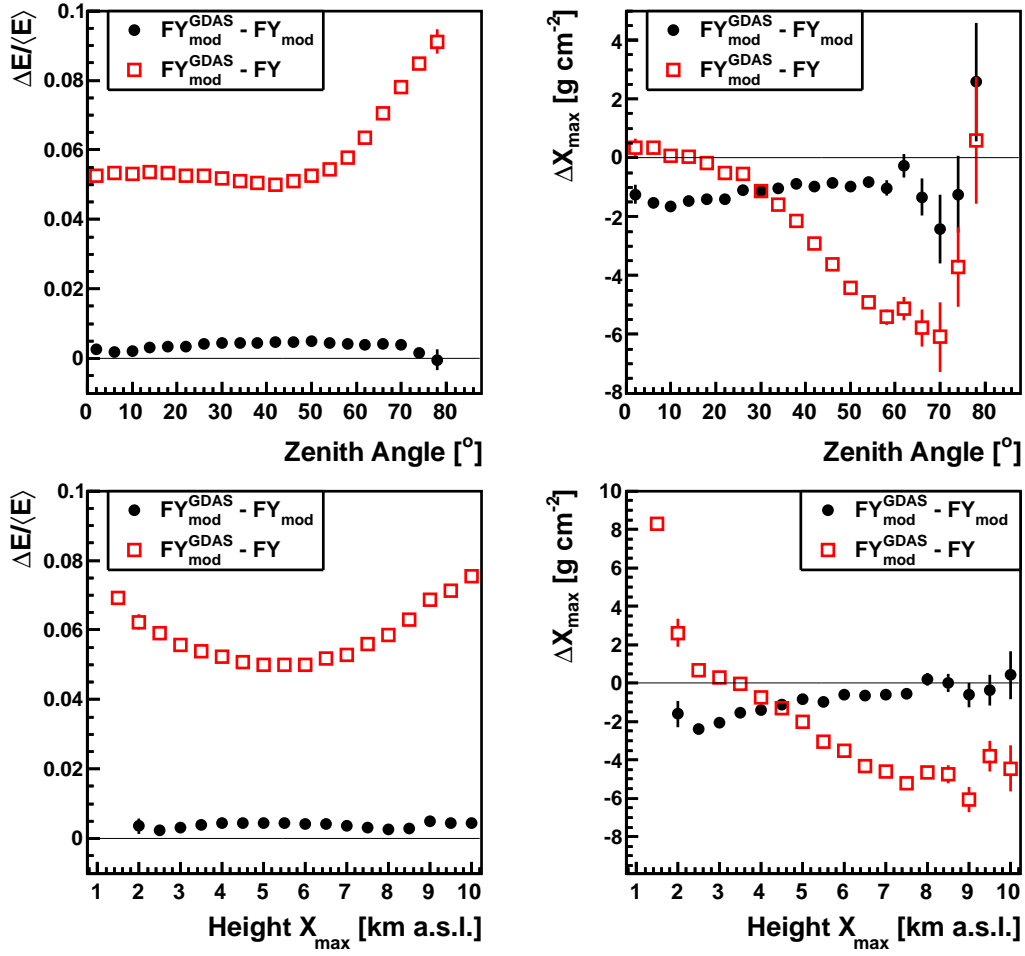 ΔE/⟨E⟩
0.1
0.08
0.06
0.04
0.02
0
FY^GDAS_mod - FY_mod
FY^GDAS_mod - FY
0 10 20 30 40 50 60 70 80
Zenith Angle [°]
ΔX_max [g cm^-2]
4
2
0
-2
-4
-6
-8
FY^GDAS_mod - FY_mod
FY^GDAS_mod - FY
0 10 20 30 40 50 60 70 80
Zenith Angle [°]
ΔE/⟨E⟩
0.1
0.08
0.06
0.04
0.02
0
FY^GDAS_mod - FY_mod
FY^GDAS_mod - FY
1 2 3 4 5 6 7 8 9 10
Height X_max [km a.s.l.]
ΔX_max [g cm^-2]
10
8
6
4
2
0
-2
-4
-6
-8
FY^GDAS_mod - FY_mod
FY^GDAS_mod - FY
1 2 3 4 5 6 7 8 9 10
Height X_max [km a.s.l.]